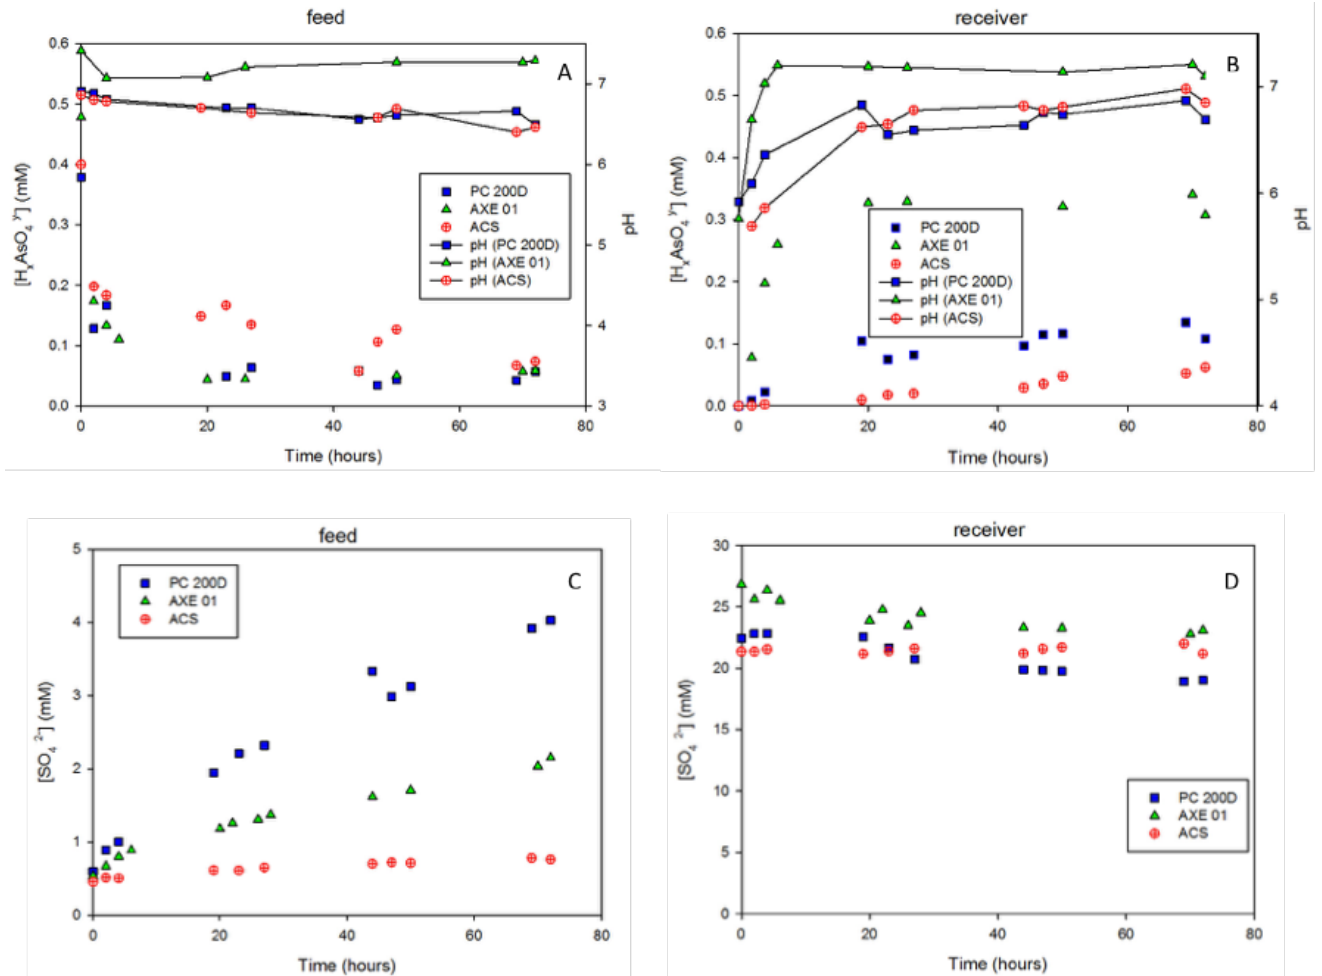 feed
A
0.6
0.5
0.4
0.3
0.2
0.1
0.0
7
6
5
4
3
[HxAsO4 y] (mM)
pH
PC 200D
AXE 01
ACS
pH (PC 200D)
pH (AXE 01)
pH (ACS)
0 20 40 60 80
Time (hours)
receiver
B
0.6
0.5
0.4
0.3
0.2
0.1
0.0
7
6
5
4
[HxAsO4 y] (mM)
pH
PC 200D
AXE 01
ACS
pH (PC 200D)
pH (AXE 01)
pH (ACS)
0 20 40 60 80
Time (hours)
feed
C
5
4
3
2
1
0
[SO4 2-] (mM)
PC 200D
AXE 01
ACS
0 20 40 60 80
Time (hours)
receiver
D
30
25
20
15
10
5
0
[SO4 2-] (mM)
PC 200D
AXE 01
ACS
0 20 40 60 80
Time (hours)